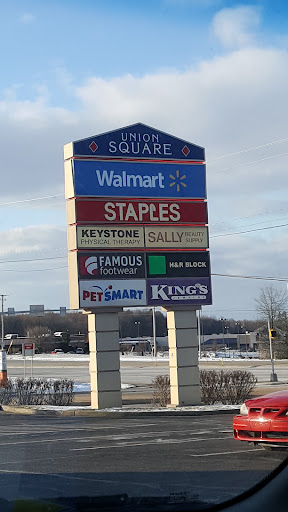 UNION
SQUARE
Walmart
STAPLES
KEYSTONE
PHYSICAL THERAPY
SALLY BEAUTY
SUPPLY
FAMOUS
footwear
H&R BLOCK
PETSMART
KING'S